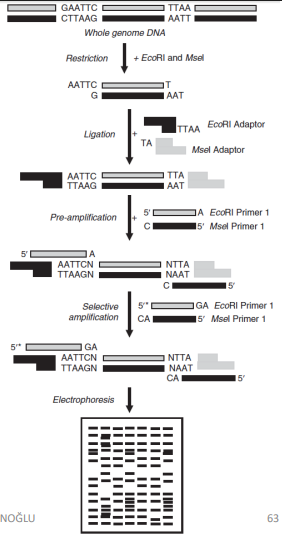 GAATTC TTAA
CTTAAG AATT
Whole genome DNA
Restriction + EcoRI and MseI
AATTC T
G AAT
Ligation + EcoRI Adaptor
TTAA
TA MseI Adaptor
AATTC TTA
TTAAG AAT
Pre-amplification + 5′ A EcoRI Primer 1
C 5′ MseI Primer 1
5′ A
AATTCN NTTA
TTAAGN NAAT
C 5′
Selective amplification 5′* GA EcoRI Primer 1
CA 5′ MseI Primer 1
5′* GA
AATTCN NTTA
TTAAGN NAAT
CA 5′
Electrophoresis
NOĞLU 63